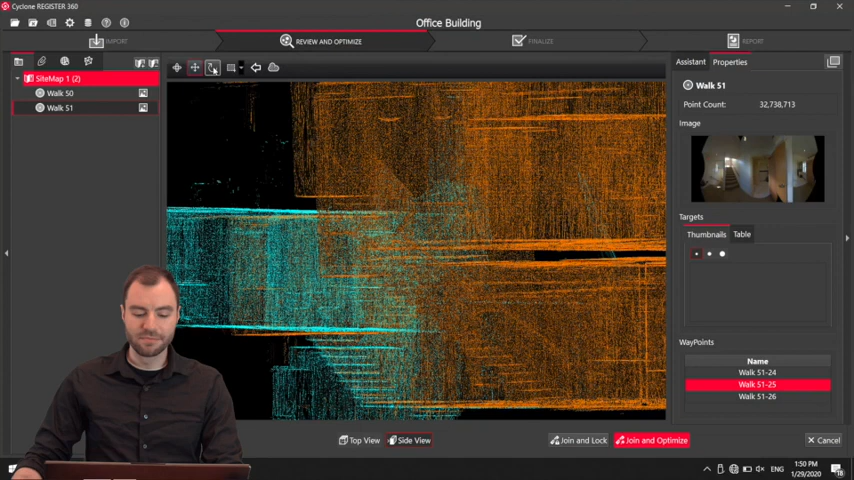 Cyclone REGISTER 360
Office Building
IMPORT
REVIEW AND OPTIMIZE
FINALIZE
REPORT
SiteMap 1 (2)
Walk 50
Walk 51
Assistant
Properties
Walk 51
Point Count:
32,738,713
Image
Targets
Thumbnails
Table
WayPoints
Name
Walk 51-24
Walk 51-25
Walk 51-26
Top View
Side View
Join and Lock
Join and Optimize
Cancel
ENG
1:50 PM
1/29/2020
18